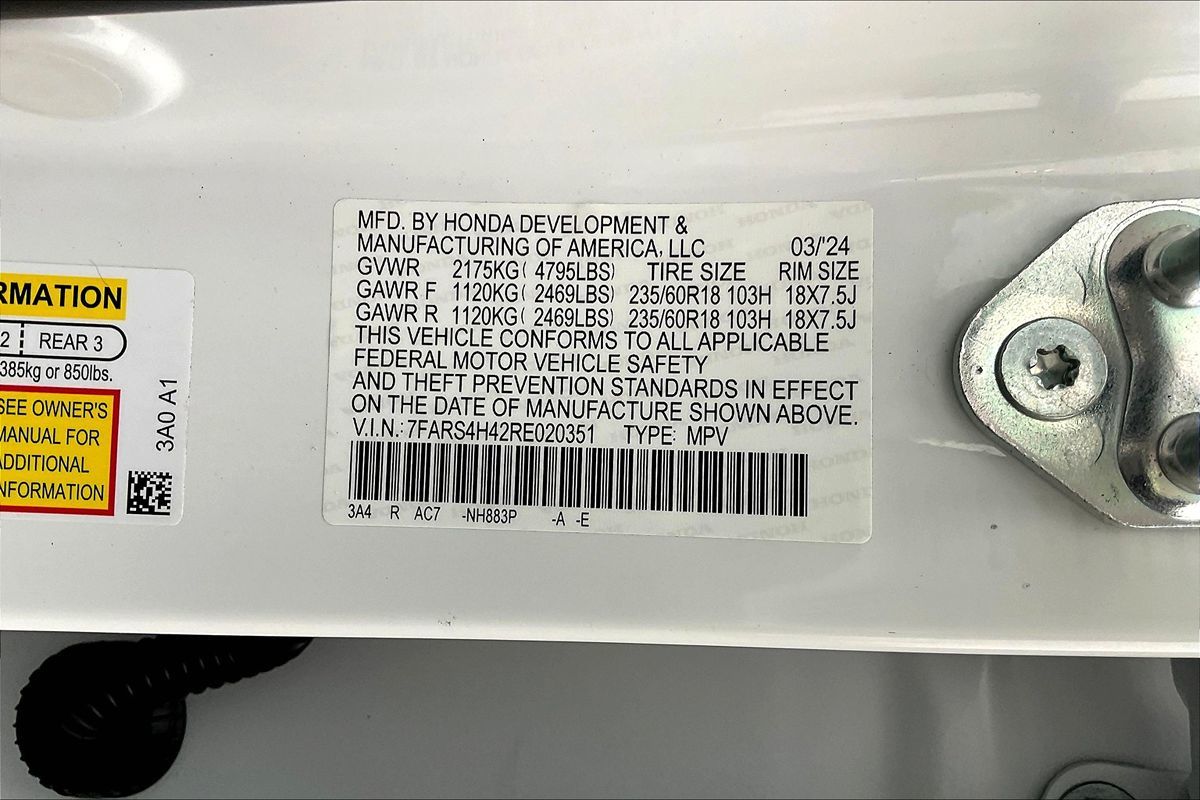 RMATION
2 REAR 3
385kg or 850lbs.
SEE OWNER'S
MANUAL FOR
ADDITIONAL
INFORMATION
3A0 A1
MFD. BY HONDA DEVELOPMENT &
MANUFACTURING OF AMERICA, LLC 03/'24
GVWR 2175KG( 4795LBS) TIRE SIZE RIM SIZE
GAWR F 1120KG( 2469LBS) 235/60R18 103H 18X7.5J
GAWR R 1120KG( 2469LBS) 235/60R18 103H 18X7.5J
THIS VEHICLE CONFORMS TO ALL APPLICABLE
FEDERAL MOTOR VEHICLE SAFETY
AND THEFT PREVENTION STANDARDS IN EFFECT
ON THE DATE OF MANUFACTURE SHOWN ABOVE.
V.I.N.: 7FARS4H42RE020351 TYPE: MPV
3A4 R AC7 -NH883P -A -E